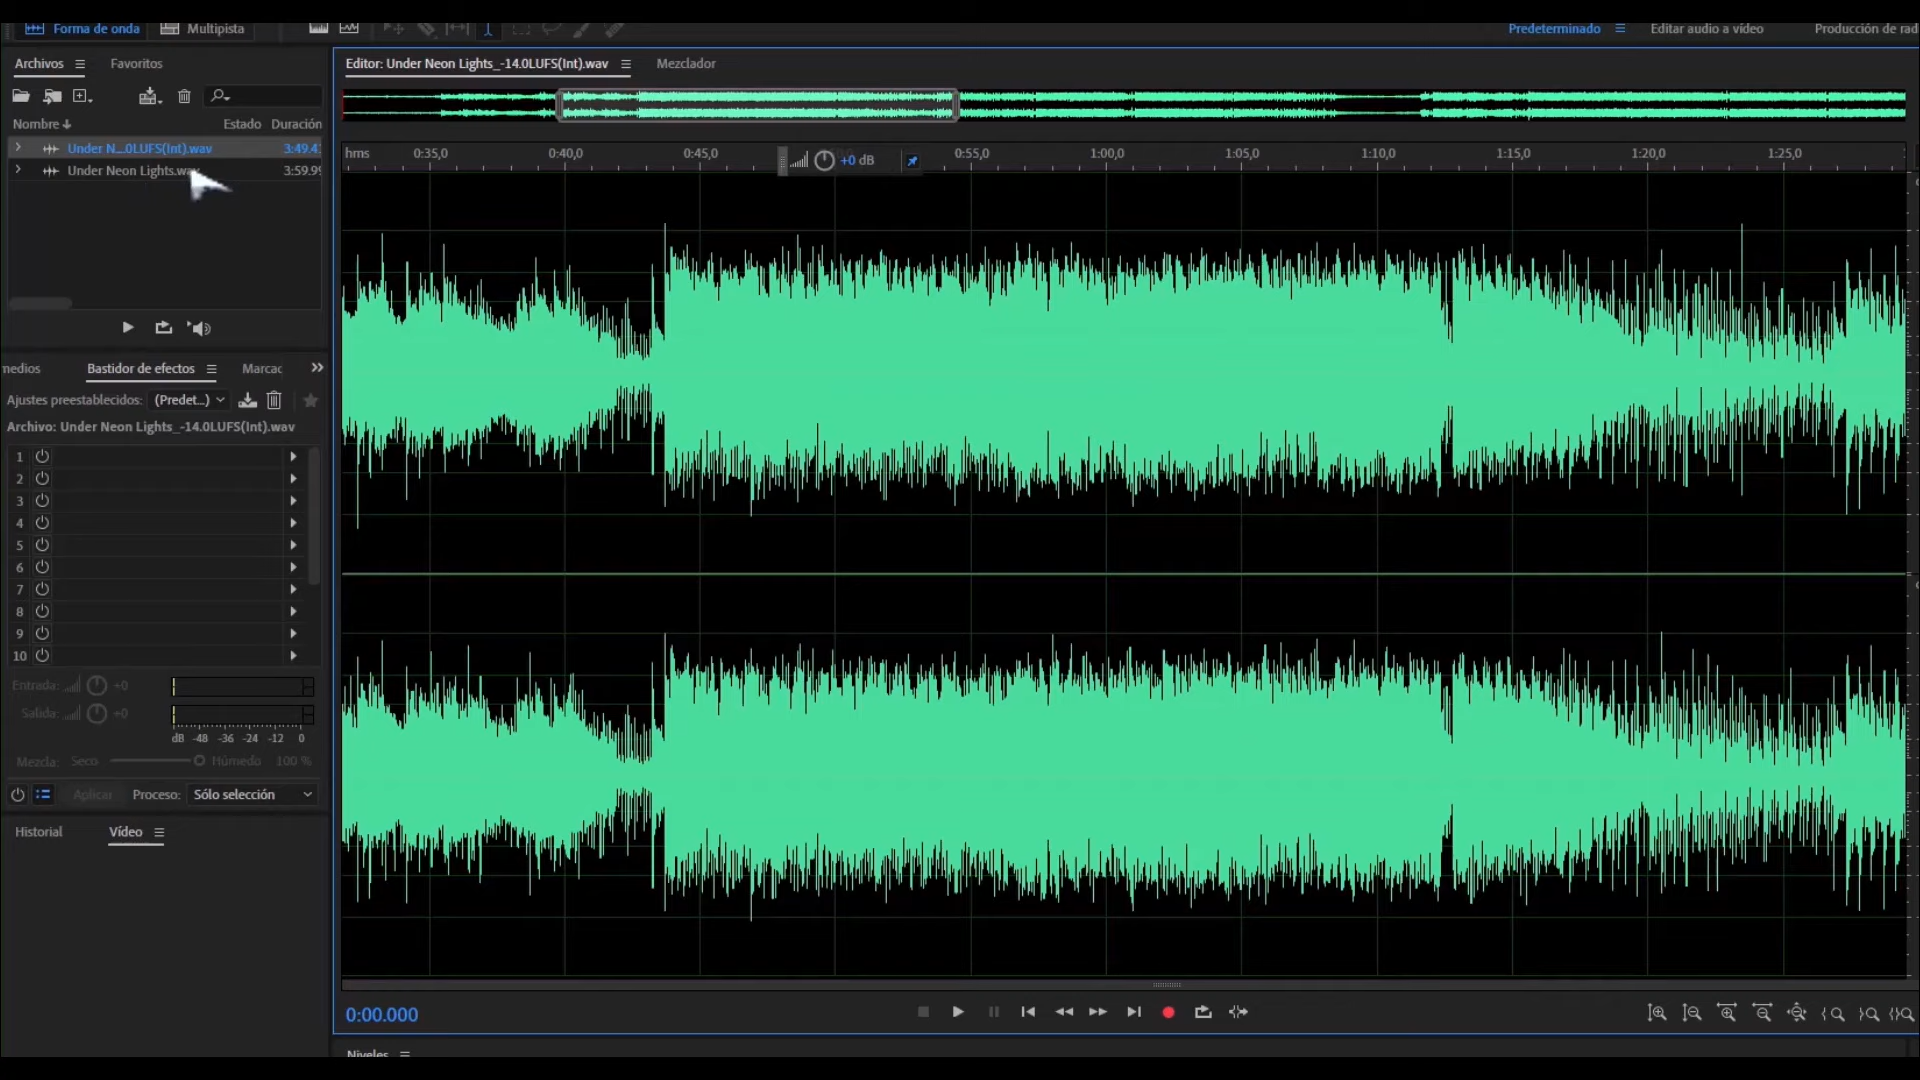 Forma de onda Multipista Predeterminado Editar audio a vídeo Producción de rad
Archivos Favoritos
Nombre Estado Duración
Under N...0LUFS(Int).wav 3:49.41
Under Neon Lights.wav 3:59.99
medios Bastidor de efectos Marcac
Ajustes preestablecidos: (Predet...)
Archivo: Under Neon Lights_-14.0LUFS(Int).wav
1
2
3
4
5
6
7
8
9
10
Entrada: +0
Salida: +0
dB -48 -36 -24 -12 0
Mezcla: Seco Húmedo 100 %
Aplicar Proceso: Sólo selección
Historial Vídeo
Editor: Under Neon Lights_-14.0LUFS(Int).wav Mezclador
hms 0:35,0 0:40,0 0:45,0 0:55,0 1:00,0 1:05,0 1:10,0 1:15,0 1:20,0 1:25,0
+0 dB
0:00.000
Niveles